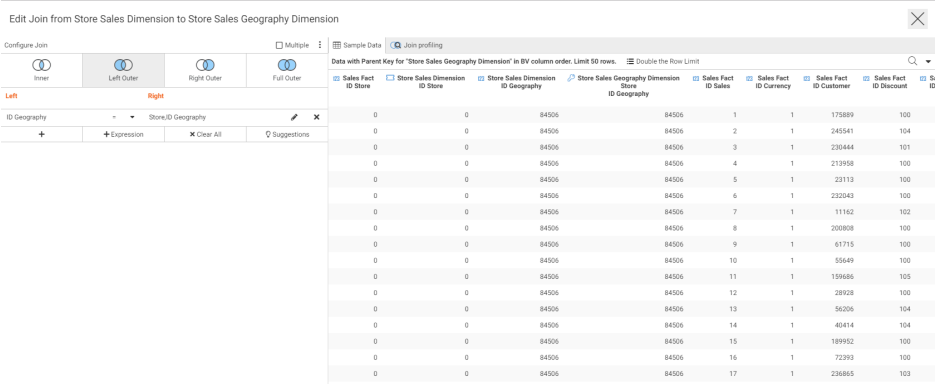 Edit Join from Store Sales Dimension to Store Sales Geography Dimension
Configure Join
Multiple
Inner
Left Outer
Right Outer
Full Outer
Left Right
ID Geography = Store,ID Geography
+ + Expression × Clear All Suggestions
Sample Data Join profiling
Data with Parent Key for "Store Sales Geography Dimension" in BV column order. Limit 50 rows. Double the Row Limit
Sales Fact Store Sales Dimension Store Sales Dimension Store Sales Geography Dimension Sales Fact Sales Fact Sales Fact Sales Fact Sa
ID Store ID Store ID Geography Store ID Sales ID Currency ID Customer ID Discount ID
ID Geography
0 0 84506 84506 1 1 175889 100
0 0 84506 84506 2 1 245541 104
0 0 84506 84506 3 1 230444 101
0 0 84506 84506 4 1 213958 100
0 0 84506 84506 5 1 23113 100
0 0 84506 84506 6 1 232043 100
0 0 84506 84506 7 1 11162 102
0 0 84506 84506 8 1 200808 100
0 0 84506 84506 9 1 61715 100
0 0 84506 84506 10 1 55649 100
0 0 84506 84506 11 1 159686 105
0 0 84506 84506 12 1 28928 100
0 0 84506 84506 13 1 56206 104
0 0 84506 84506 14 1 40414 104
0 0 84506 84506 15 1 189952 100
0 0 84506 84506 16 1 72393 100
0 0 84506 84506 17 1 236865 103